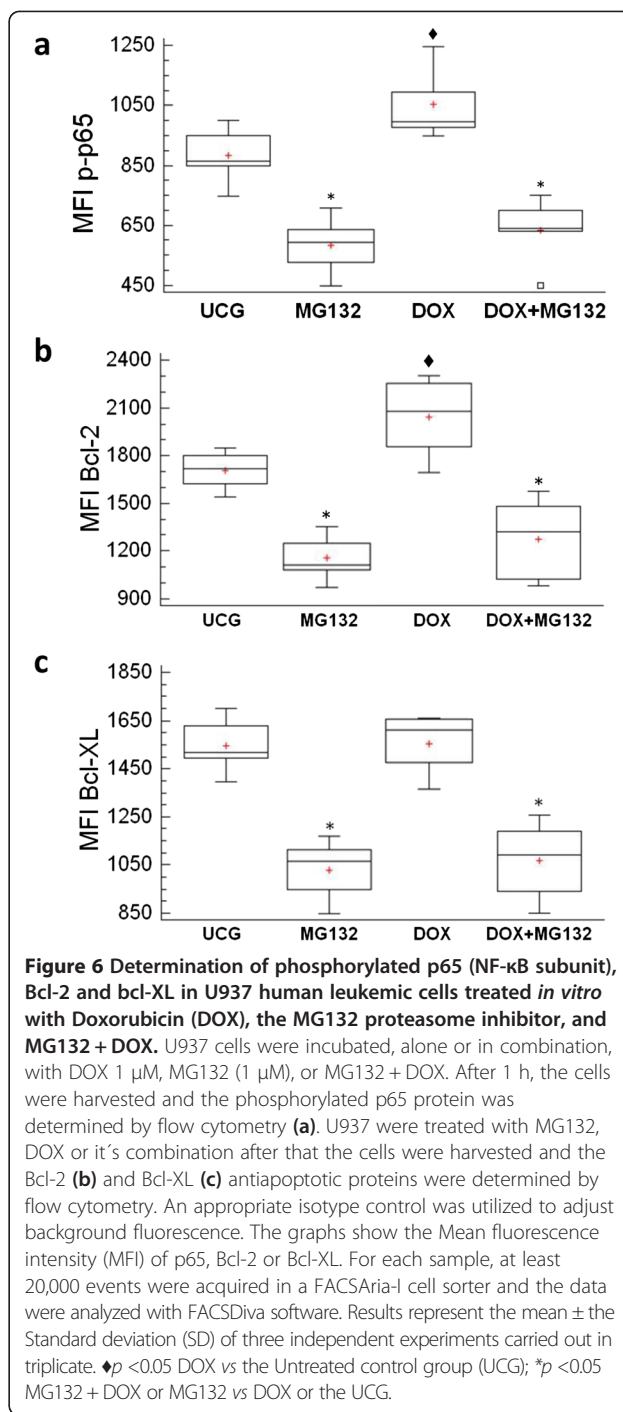 a
MFI p-p65
1250
1050
850
650
450
♦
*
*
UCG MG132 DOX DOX+MG132
b
MFI Bcl-2
2400
2100
1800
1500
1200
900
♦
*
*
UCG MG132 DOX DOX+MG132
c
MFI Bcl-XL
1850
1650
1450
1250
1050
850
*
*
UCG MG132 DOX DOX+MG132
Figure 6 Determination of phosphorylated p65 (NF-κB subunit),
Bcl-2 and bcl-XL in U937 human leukemic cells treated in vitro
with Doxorubicin (DOX), the MG132 proteasome inhibitor, and
MG132 + DOX. U937 cells were incubated, alone or in combination,
with DOX 1 μM, MG132 (1 μM), or MG132 + DOX. After 1 h, the cells
were harvested and the phosphorylated p65 protein was
determined by flow cytometry (a). U937 were treated with MG132,
DOX or it´s combination after that the cells were harvested and the
Bcl-2 (b) and Bcl-XL (c) antiapoptotic proteins were determined by
flow cytometry. An appropriate isotype control was utilized to adjust
background fluorescence. The graphs show the Mean fluorescence
intensity (MFI) of p65, Bcl-2 or Bcl-XL. For each sample, at least
20,000 events were acquired in a FACSAria-I cell sorter and the data
were analyzed with FACSDiva software. Results represent the mean ± the
Standard deviation (SD) of three independent experiments carried out in
triplicate. ♦p <0.05 DOX vs the Untreated control group (UCG); *p <0.05
MG132 + DOX or MG132 vs DOX or the UCG.